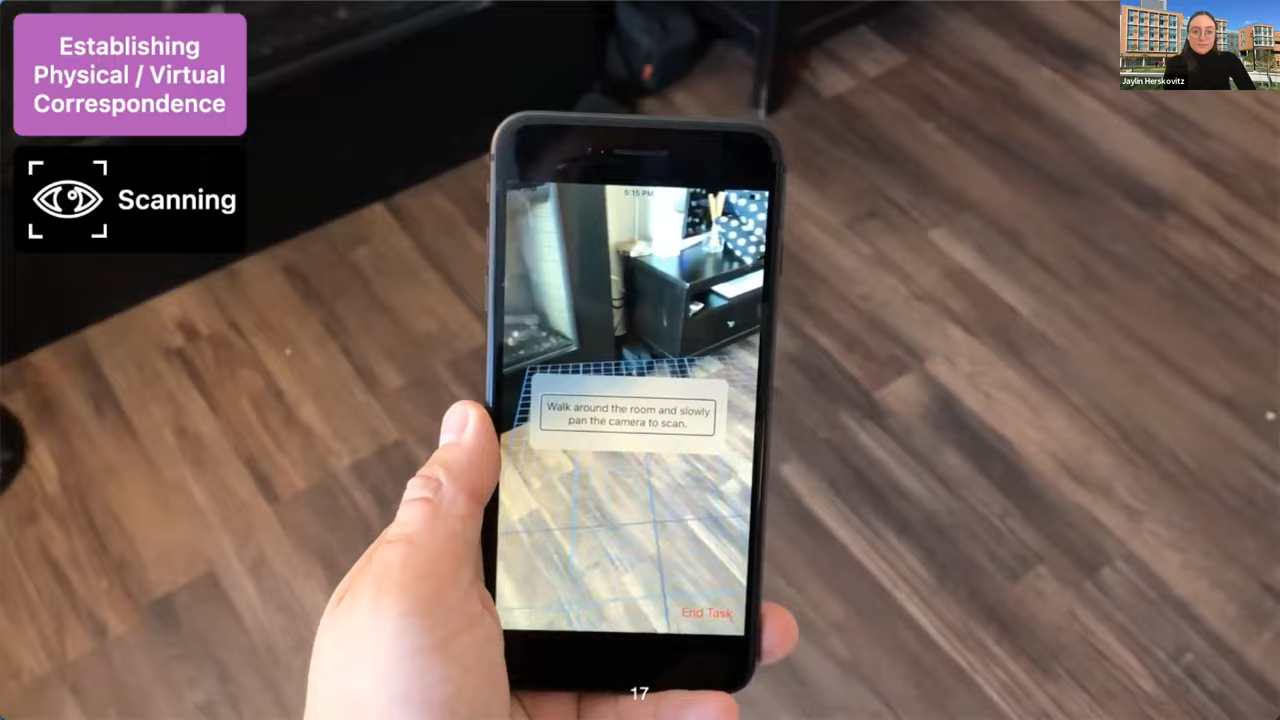 Establishing
Physical / Virtual
Correspondence
Scanning
Jaylin Herskovitz
5:15 PM
Walk around the room and slowly
pan the camera to scan.
End Task
17